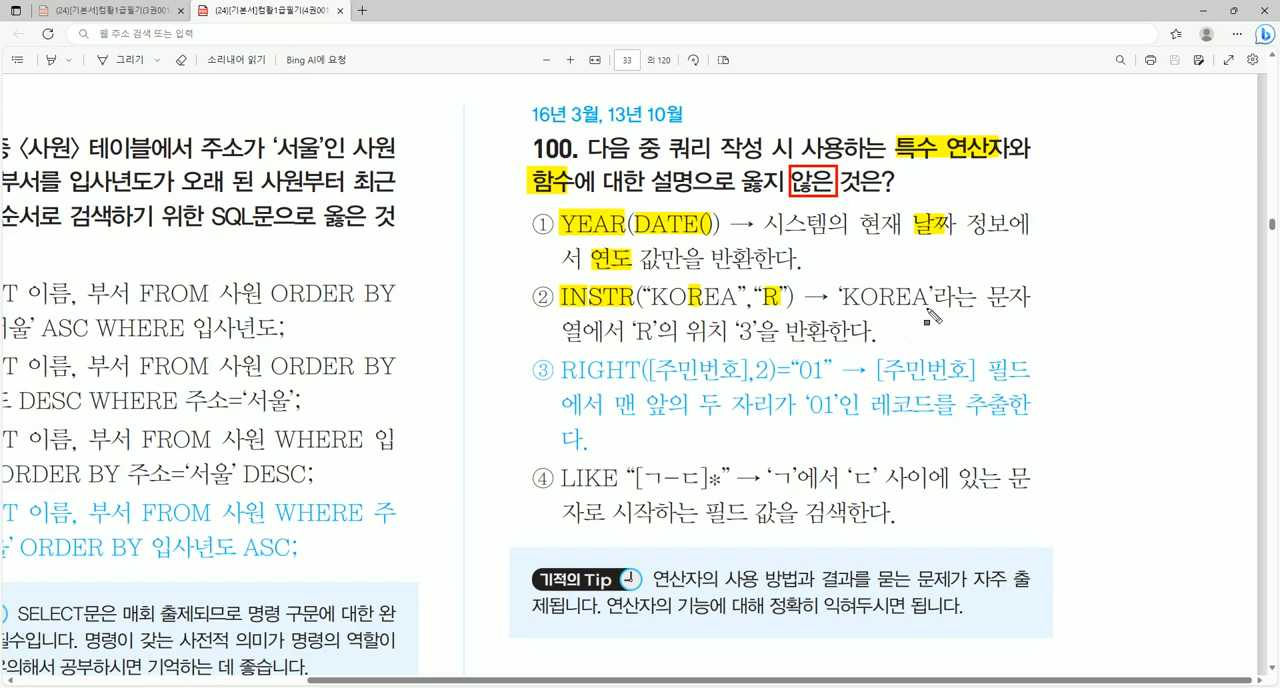 (24)[기본서]컴활1급필기(3권001
(24)[기본서]컴활1급필기(4권001
웹 주소 검색 또는 입력
그리기
소리내어 읽기
Bing AI에 요청
33 의 120
중 〈사원〉 테이블에서 주소가 ‘서울’인 사원
부서를 입사년도가 오래 된 사원부터 최근
순서로 검색하기 위한 SQL문으로 옳은 것
T 이름, 부서 FROM 사원 ORDER BY
서울’ ASC WHERE 입사년도;
T 이름, 부서 FROM 사원 ORDER BY
도 DESC WHERE 주소=‘서울’;
T 이름, 부서 FROM 사원 WHERE 입
ORDER BY 주소=‘서울’ DESC;
T 이름, 부서 FROM 사원 WHERE 주
울’ ORDER BY 입사년도 ASC;
SELECT문은 매회 출제되므로 명령 구문에 대한 완
필수입니다. 명령이 갖는 사전적 의미가 명령의 역할이
유의해서 공부하시면 기억하는 데 좋습니다.
16년 3월, 13년 10월
100. 다음 중 쿼리 작성 시 사용하는 특수 연산자와
함수에 대한 설명으로 옳지 않은 것은?
① YEAR(DATE()) → 시스템의 현재 날짜 정보에
서 연도 값만을 반환한다.
② INSTR(“KOREA”,“R”) → ‘KOREA’라는 문자
열에서 ‘R’의 위치 ‘3’을 반환한다.
③ RIGHT([주민번호],2)=“01” → [주민번호] 필드
에서 맨 앞의 두 자리가 ‘01’인 레코드를 추출한
다.
④ LIKE “[ㄱ-ㄷ]*” → ‘ㄱ’에서 ‘ㄷ’ 사이에 있는 문
자로 시작하는 필드 값을 검색한다.
기적의 Tip 연산자의 사용 방법과 결과를 묻는 문제가 자주 출
제됩니다. 연산자의 기능에 대해 정확히 익혀두시면 됩니다.